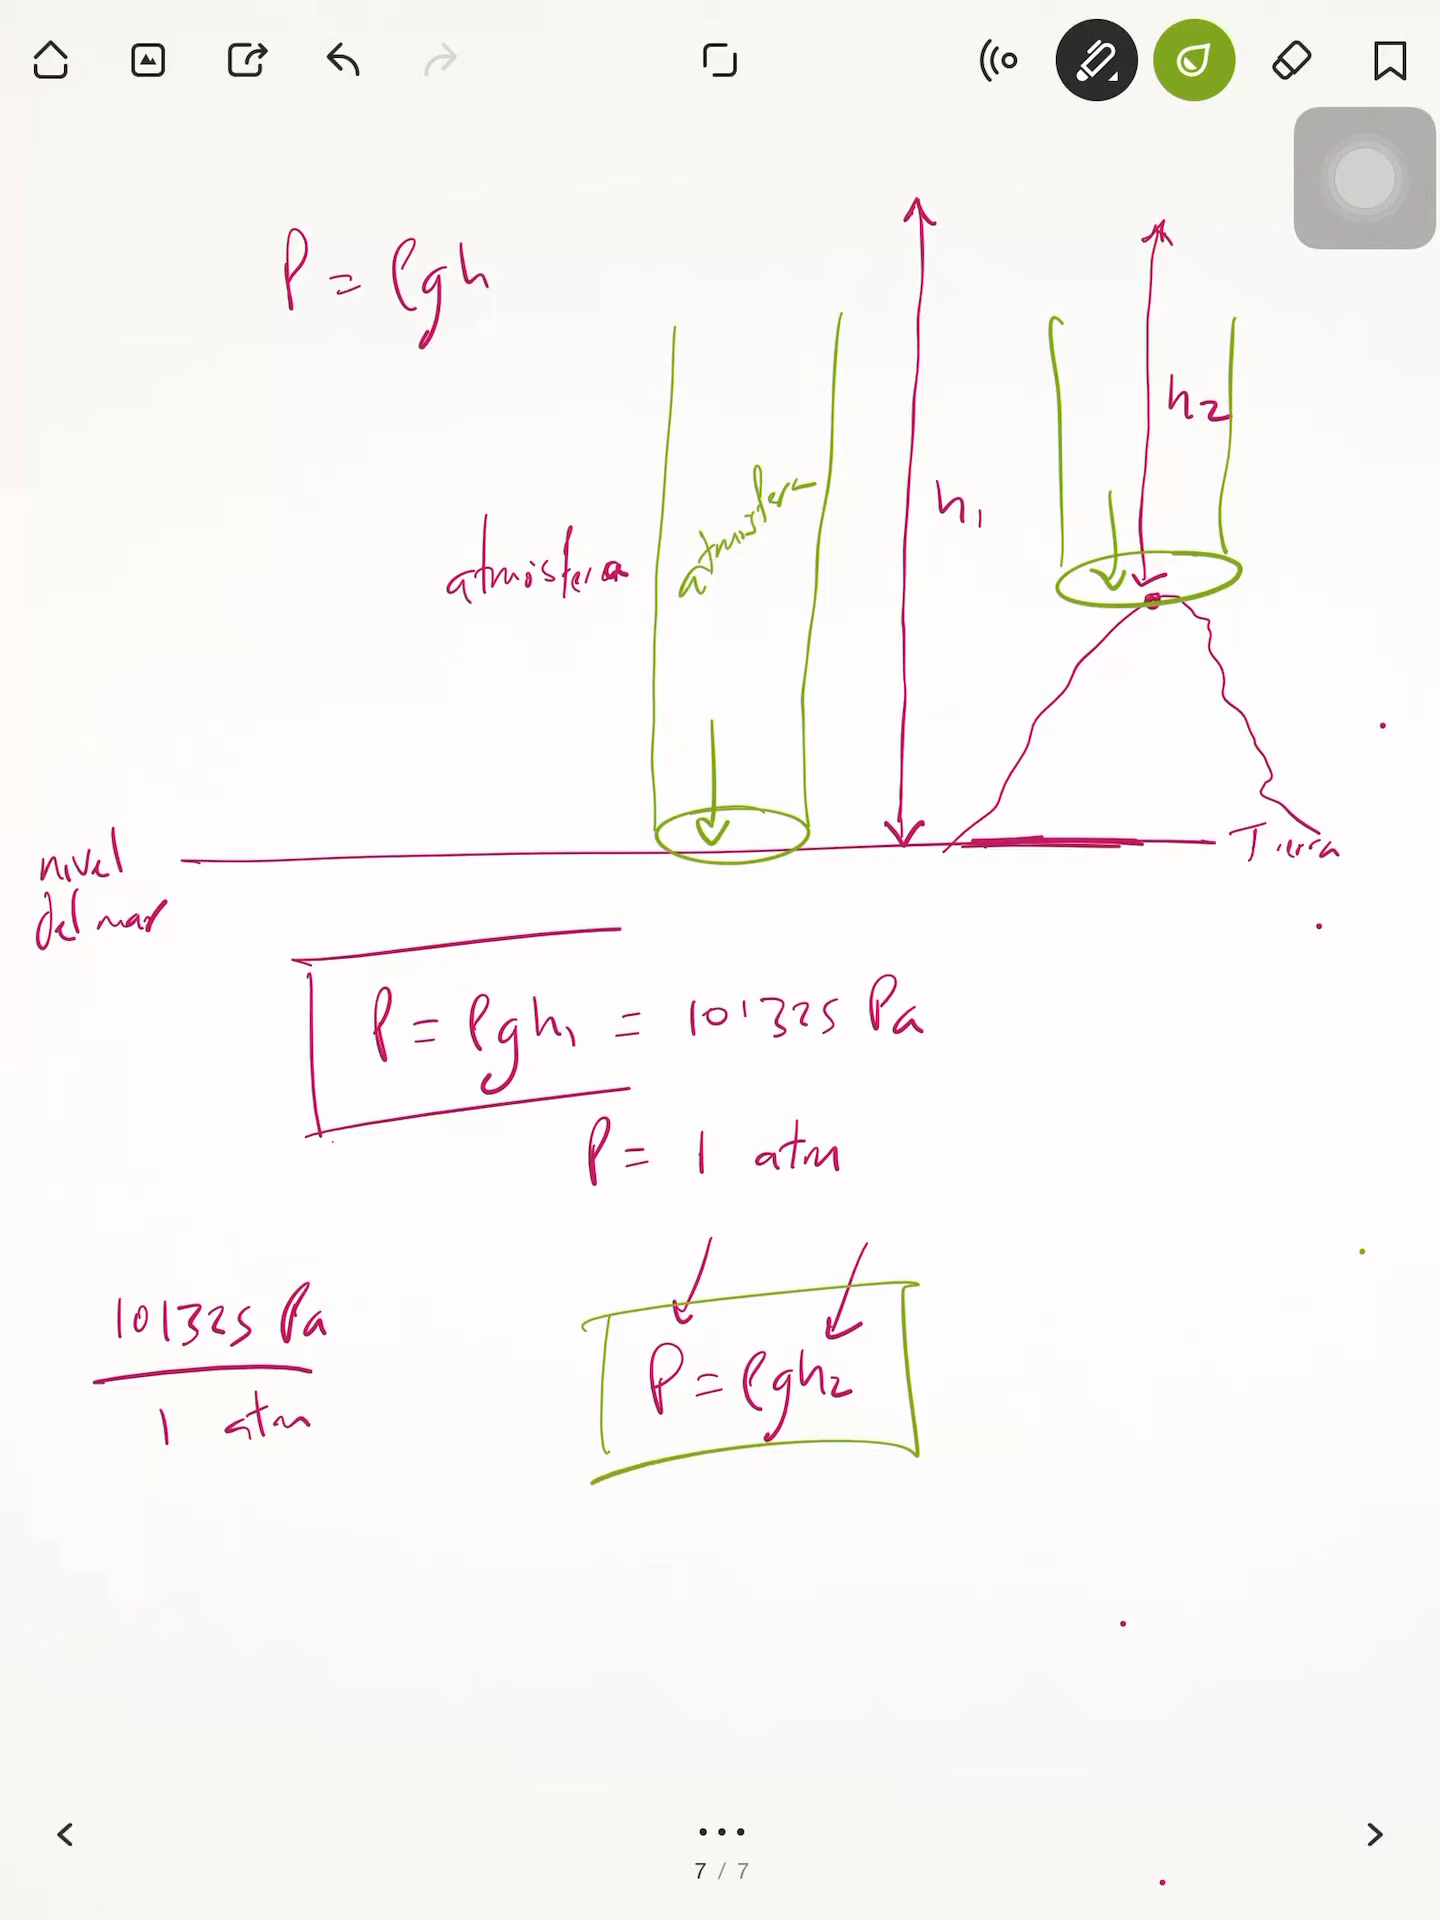 P = ρgh
h2
h1
atmósfera
atmósfera
nivel
del mar
Tierra
P = ρgh1 = 101325 Pa
P = 1 atm
101325 Pa
1 atm
P = ρgh2
7 / 7